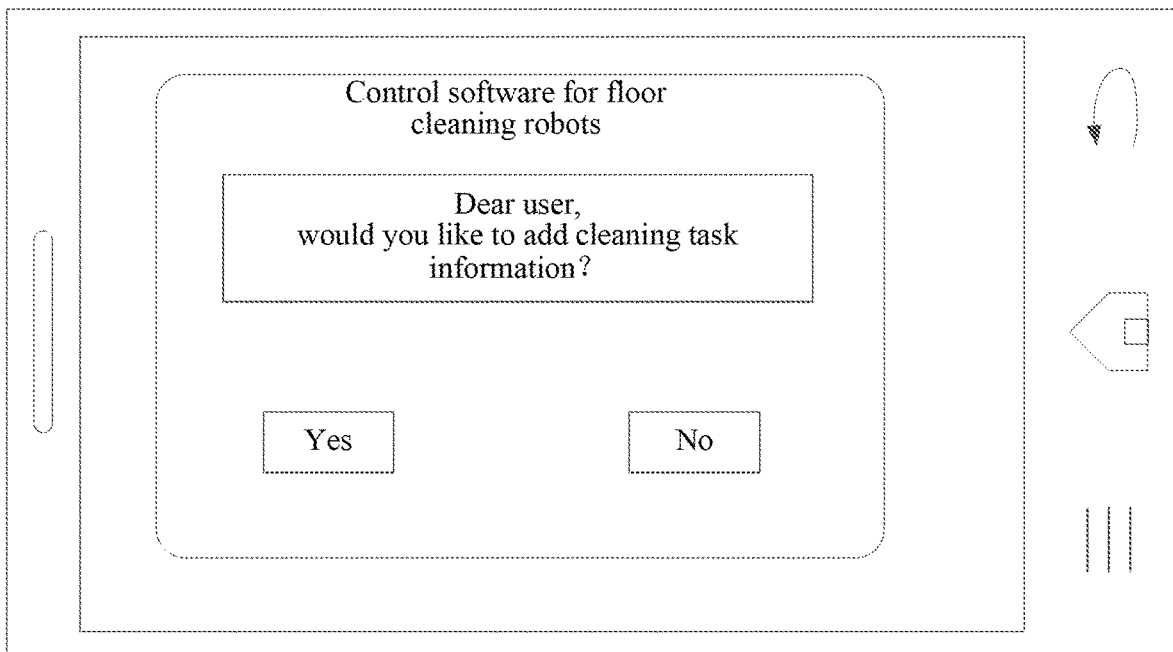 Control software for floor
cleaning robots
Dear user,
would you like to add cleaning task
information？
Yes
No